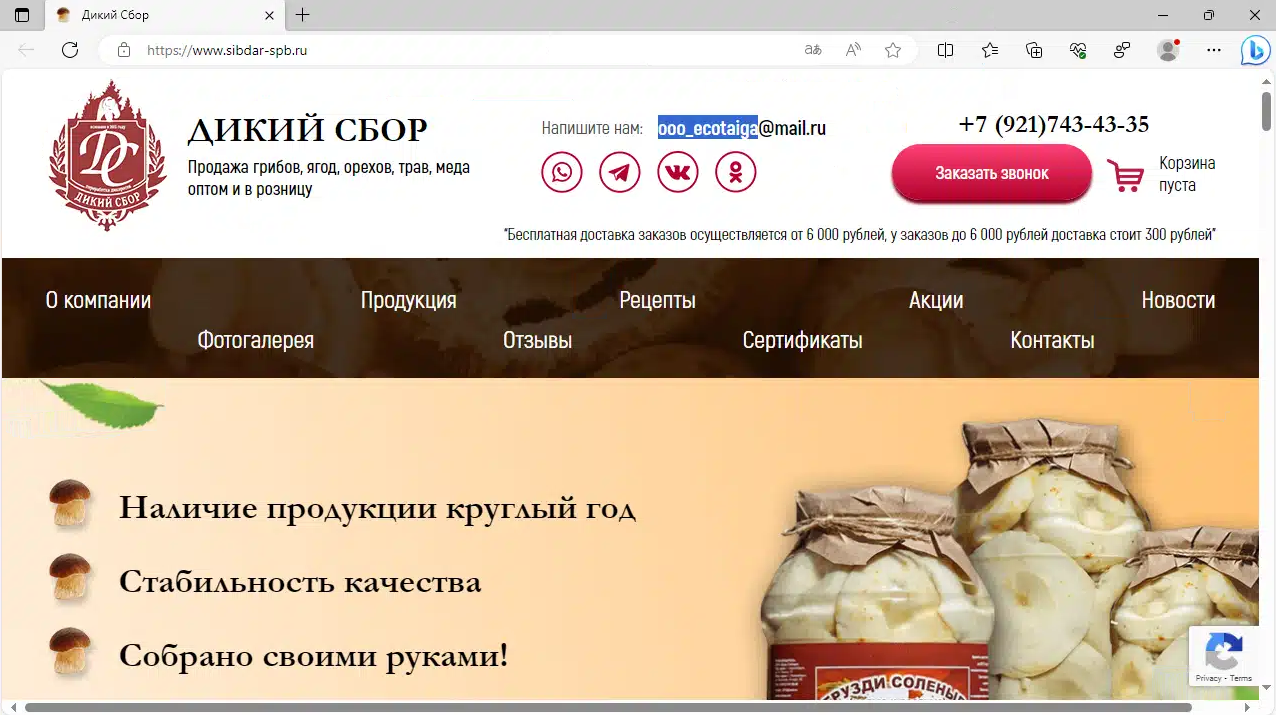 Дикий Сбор
https://www.sibdar-spb.ru
ДИКИЙ СБОР
Продажа грибов, ягод, орехов, трав, меда
оптом и в розницу
ДС
ДИКИЙ СБОР
Напишите нам: ooo_ecotaiga@mail.ru
+7 (921)743-43-35
Заказать звонок
Корзина
пуста
"Бесплатная доставка заказов осуществляется от 6 000 рублей, у заказов до 6 000 рублей доставка стоит 300 рублей"
О компании Продукция Рецепты Акции Новости
Фотогалерея Отзывы Сертификаты Контакты
Наличие продукции круглый год
Стабильность качества
Собрано своими руками!
ГРУЗДИ СОЛЕНЫЕ
Privacy - Terms